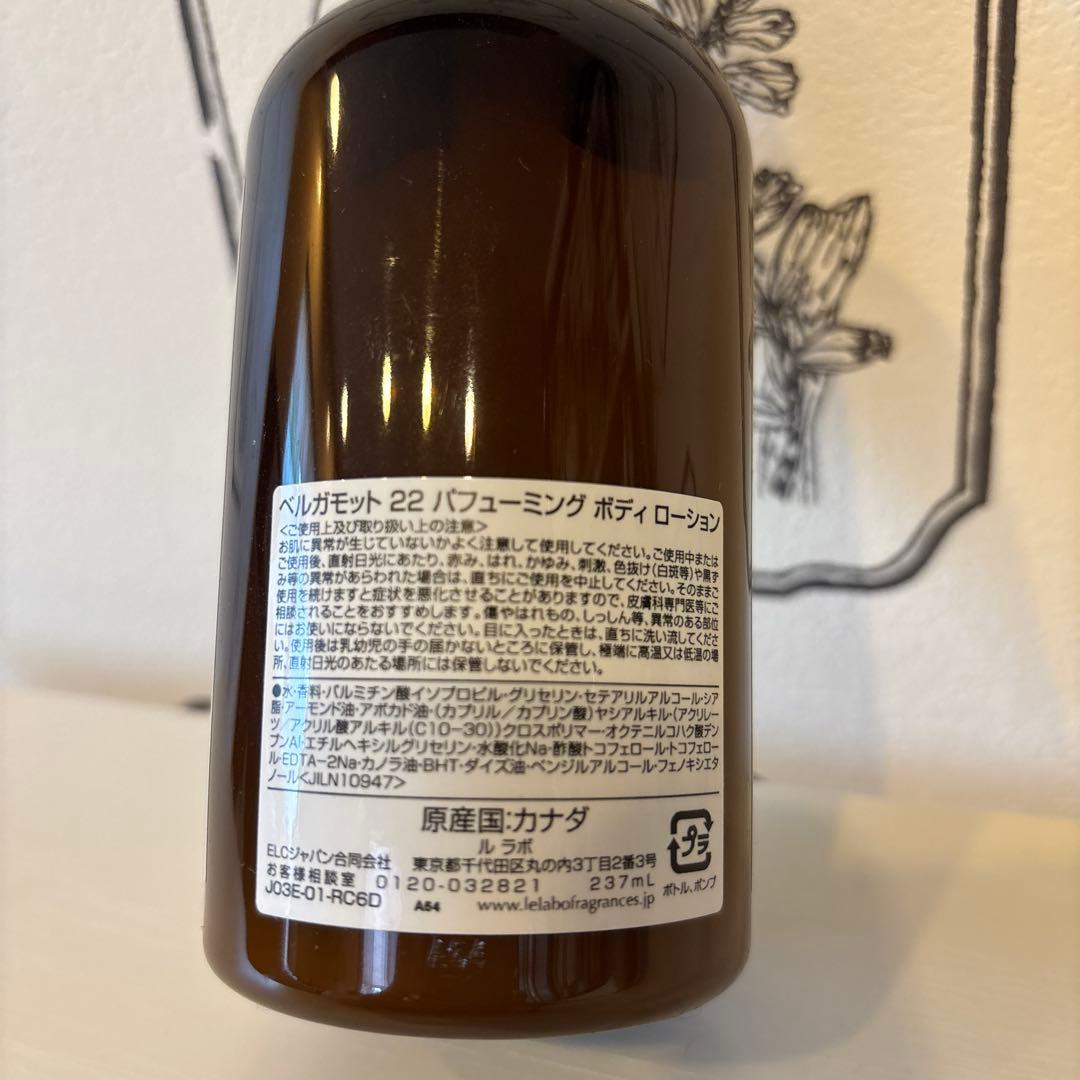 ベルガモット 22 パフューミング ボディ ローション
<ご使用上及び取り扱い上の注意>
お肌に異常が生じていないかよく注意して使用してください。ご使用中または
ご使用後、直射日光にあたり、赤み、はれ、かゆみ、刺激、色抜け(白斑等)や黒ず
み等の異常があらわれた場合は、直ちにご使用を中止してください。そのままご
使用を続けますと症状を悪化させることがありますので、皮膚科専門医等にご
相談されることをおすすめします。傷やはれもの、しっしん等、異常のある部位
にはお使いにならないでください。目に入ったときは、直ちに洗い流してくださ
い。使用後は乳幼児の手の届かないところに保管し、極端に高温又は低温の場
所、直射日光のあたる場所には保管しないでください。
●水・香料・パルミチン酸イソプロピル・グリセリン・セテアリルアルコール・シア
脂・アーモンド油・アボカド油・(カプリル/カプリン酸)ヤシアルキル・(アクリレー
ツ/アクリル酸アルキル(C10-30))クロスポリマー・オクテニルコハク酸デン
プンAl・エチルヘキシルグリセリン・水酸化Na・酢酸トコフェロール・トコフェロー
ル・EDTA-2Na・カノラ油・BHT・ダイズ油・ベンジルアルコール・フェノキシエタ
ノール<JILN10947>
原産国:カナダ
ル ラボ
ELCジャパン合同会社 東京都千代田区丸の内3丁目2番3号
お客様相談室 0120-032821 237mL
J03E-01-RC6D A54 www.lelabofragrances.jp
プラ
ボトル、ポンプ